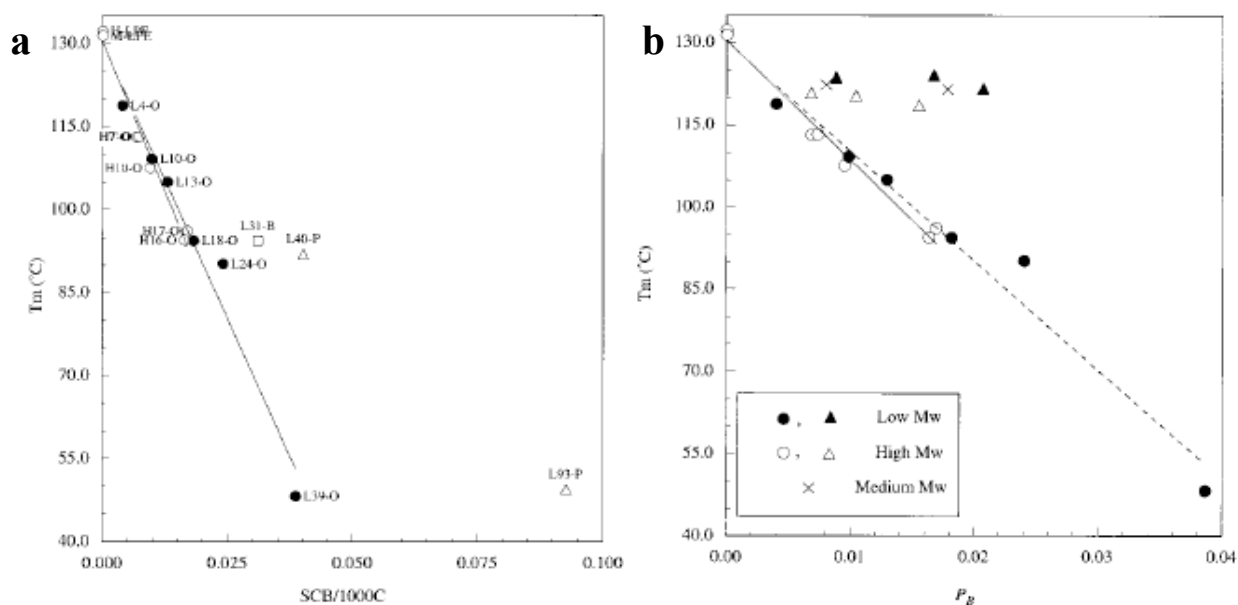 a
130.0
115.0
100.0
85.0
70.0
55.0
40.0
Tm (°C)
L4-O
H7-O
L10-O
H10-O
L13-O
H17-O
H16-O
L18-O
L31-B
L40-P
L24-O
L39-O
L93-P
0.000
0.025
0.050
0.075
0.100
SCB/1000C
b
130.0
115.0
100.0
85.0
70.0
55.0
40.0
Tm (°C)
Low Mw
High Mw
Medium Mw
0.00
0.01
0.02
0.03
0.04
P_B